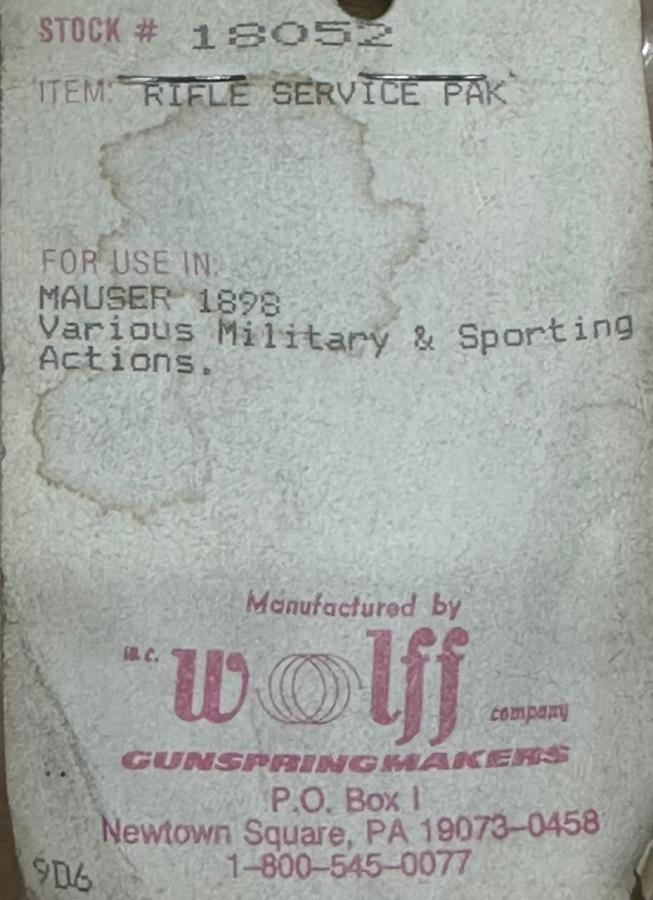 STOCK # 18052
ITEM: RIFLE SERVICE PAK
FOR USE IN:
MAUSER 1898
Various Military & Sporting
Actions.
Manufactured by
w.c. wolff company
GUNSPRINGMAKERS
P.O. Box I
Newtown Square, PA 19073-0458
1-800-545-0077
9D6